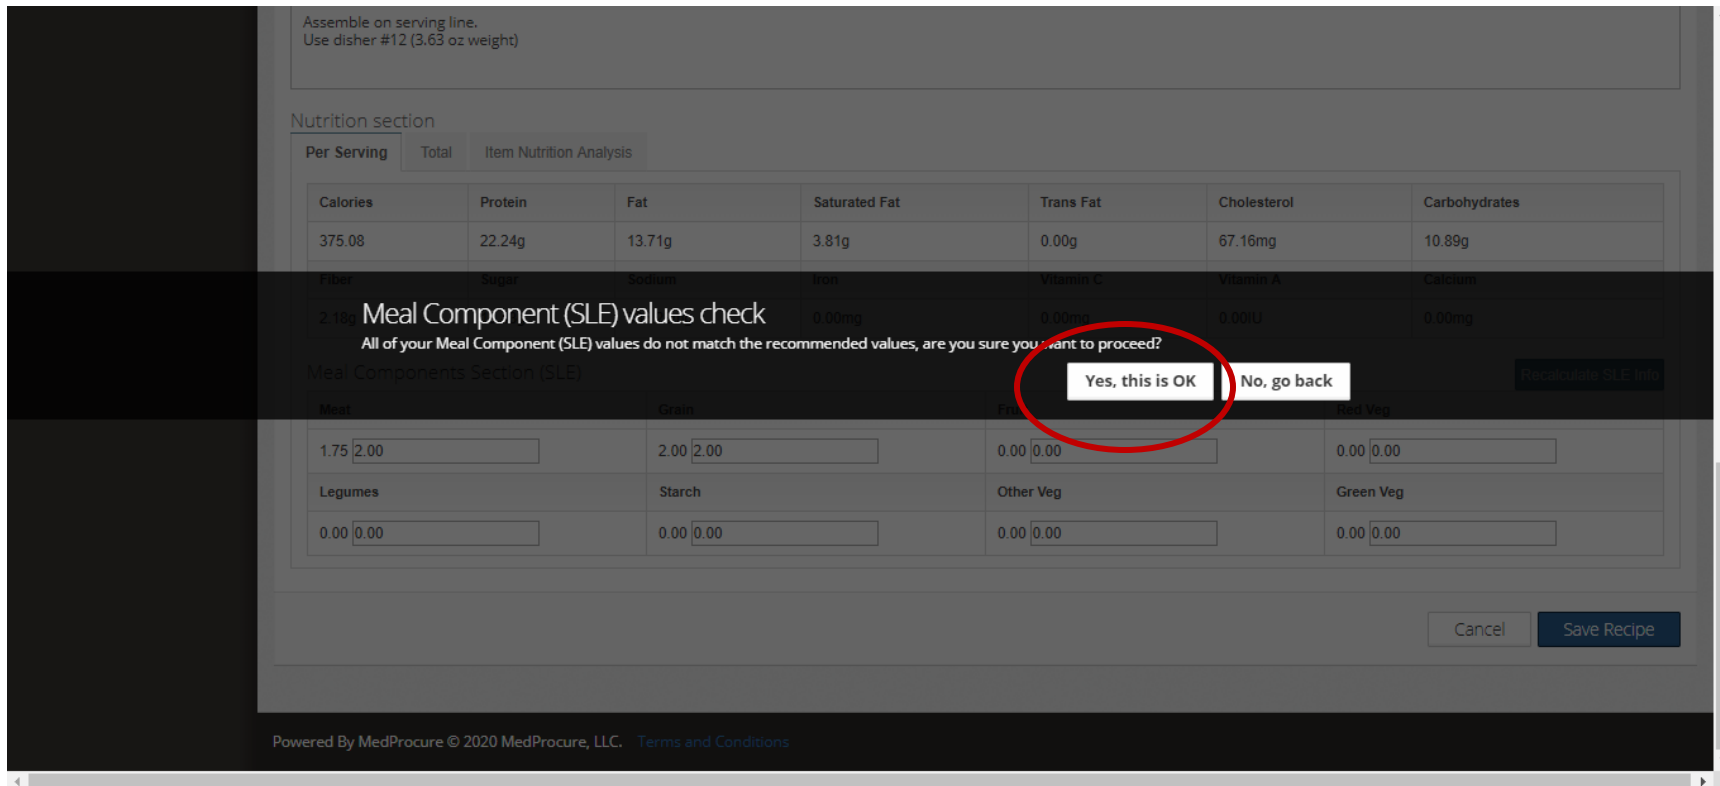 Assemble on serving line.
Use disher #12 (3.63 oz weight)
Nutrition section
Per Serving Total Item Nutrition Analysis
Calories Protein Fat Saturated Fat Trans Fat Cholesterol Carbohydrates
375.08 22.24g 13.71g 3.81g 0.00g 67.16mg 10.89g
Fiber Sugar Sodium Iron Vitamin C Vitamin A Calcium
2.18g 0.00mg 0.00mg 0.00IU 0.00mg
Meal Component (SLE) values check
All of your Meal Component (SLE) values do not match the recommended values, are you sure you want to proceed?
Yes, this is OK No, go back
Meal Components Section (SLE) Recalculate SLE Info
Meat Grain Red Veg
1.75 2.00 2.00 2.00 0.00 0.00 0.00 0.00
Legumes Starch Other Veg Green Veg
0.00 0.00 0.00 0.00 0.00 0.00 0.00 0.00
Cancel Save Recipe
Powered By MedProcure © 2020 MedProcure, LLC. Terms and Conditions